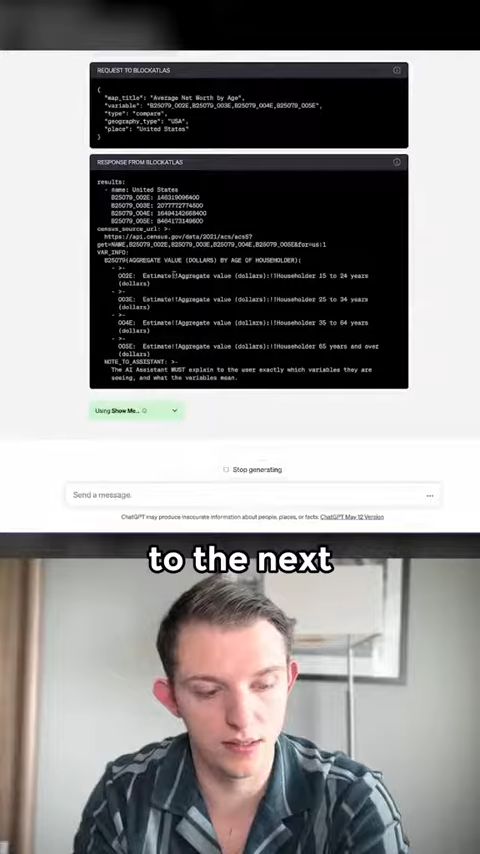 REQUEST TO BLOCKATLAS
{
"map_title": "Average Net Worth by Age",
"variable": "B25079_002E,B25079_003E,B25079_004E,B25079_005E",
"type": "compare",
"geography_type": "USA",
"place": "United States"
}
RESPONSE FROM BLOCKATLAS
results:
- name: United States
B25079_002E: 146319096400
B25079_003E: 2077772774500
B25079_004E: 16494142668400
B25079_005E: 8464173149600
census_source_url: >-
https://api.census.gov/data/2021/acs/acs5?
get=NAME,B25079_002E,B25079_003E,B25079_004E,B25079_005E&for=us:1
VAR_INFO:
B25079(AGGREGATE VALUE (DOLLARS) BY AGE OF HOUSEHOLDER):
- >-
002E: Estimate!!Aggregate value (dollars):!!Householder 15 to 24 years
(dollars)
- >-
003E: Estimate!!Aggregate value (dollars):!!Householder 25 to 34 years
(dollars)
- >-
004E: Estimate!!Aggregate value (dollars):!!Householder 35 to 64 years
(dollars)
- >-
005E: Estimate!!Aggregate value (dollars):!!Householder 65 years and over
(dollars)
NOTE_TO_ASSISTANT: >-
The AI Assistant MUST explain to the user exactly which variables they are
seeing, and what the variables mean.
Using Show Me...
Stop generating
Send a message.
ChatGPT may produce inaccurate information about people, places, or facts. ChatGPT May 12 Version
to the next